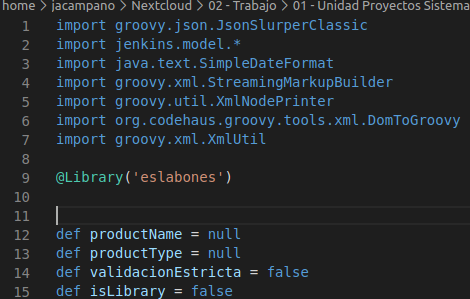 home > jacampano > Nextcloud > 02 - Trabajo > 01 - Unidad Proyectos Sistema
1 import groovy.json.JsonSlurperClassic
2 import jenkins.model.*
3 import java.text.SimpleDateFormat
4 import groovy.xml.StreamingMarkupBuilder
5 import groovy.util.XmlNodePrinter
6 import org.codehaus.groovy.tools.xml.DomToGroovy
7 import groovy.xml.XmlUtil
8
9 @Library('eslabones')
10
11
12 def productName = null
13 def productType = null
14 def validacionEstricta = false
15 def isLibrary = false